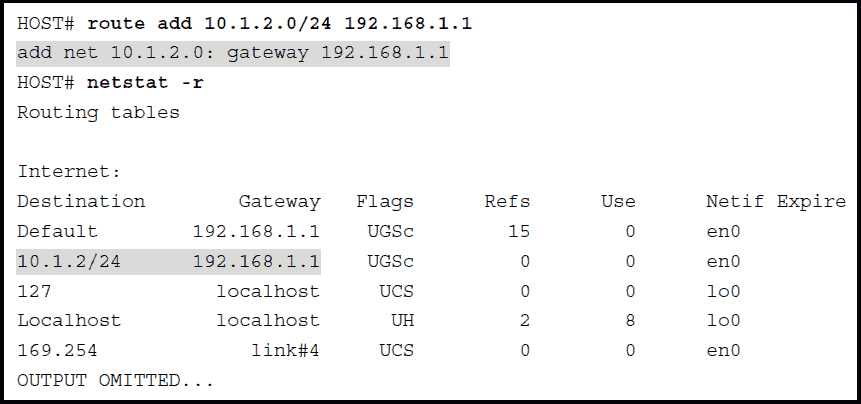 HOST# route add 10.1.2.0/24 192.168.1.1
add net 10.1.2.0: gateway 192.168.1.1
HOST# netstat -r
Routing tables
Internet:
Destination Gateway Flags Refs Use Netif Expire
Default 192.168.1.1 UGSc 15 0 en0
10.1.2/24 192.168.1.1 UGSc 0 0 en0
127 localhost UCS 0 0 lo0
Localhost localhost UH 2 8 lo0
169.254 link#4 UCS 0 0 en0
OUTPUT OMITTED...